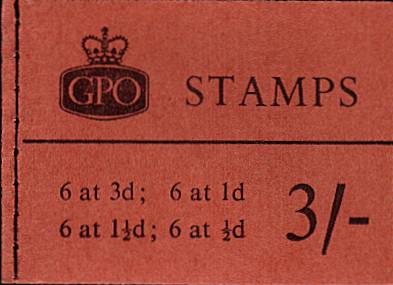 GPO
STAMPS
6 at 3d; 6 at 1d
6 at 1½d; 6 at ½d
3/-